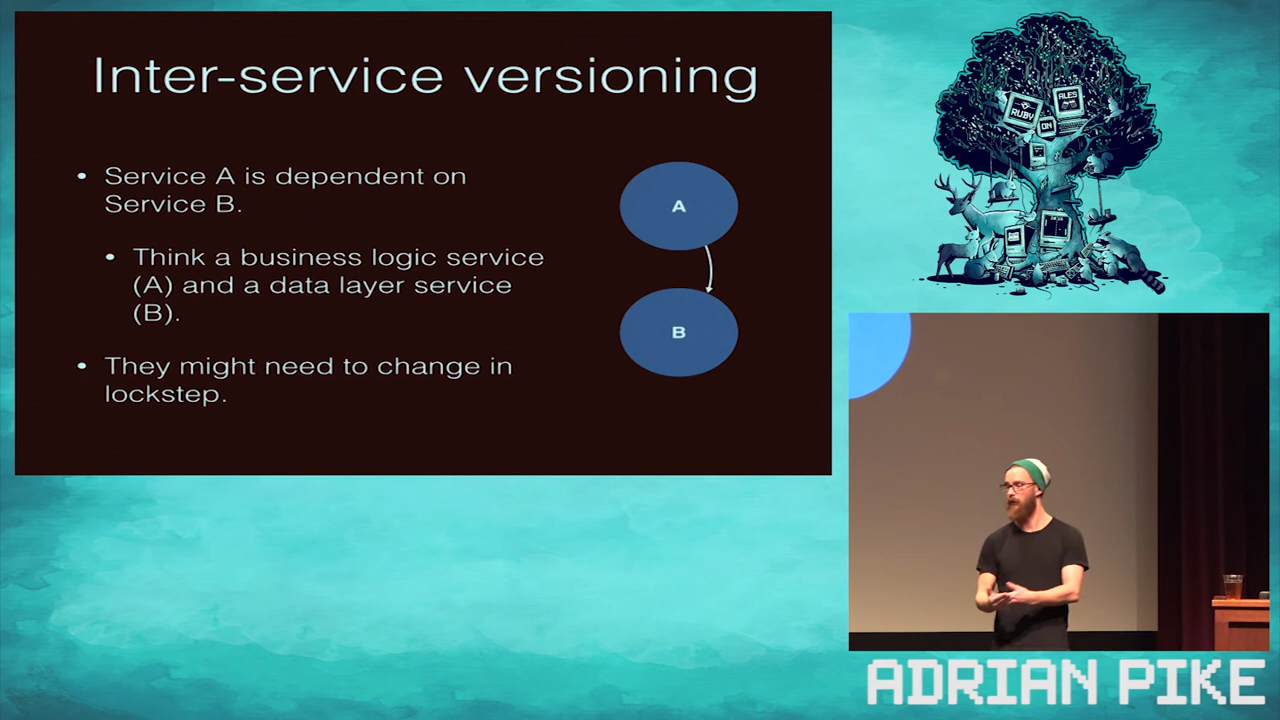 Inter-service versioning
• Service A is dependent on
Service B.
• Think a business logic service
(A) and a data layer service
(B).
• They might need to change in
lockstep.
A
B
RUBY
ON
ALES
ADRIAN PIKE